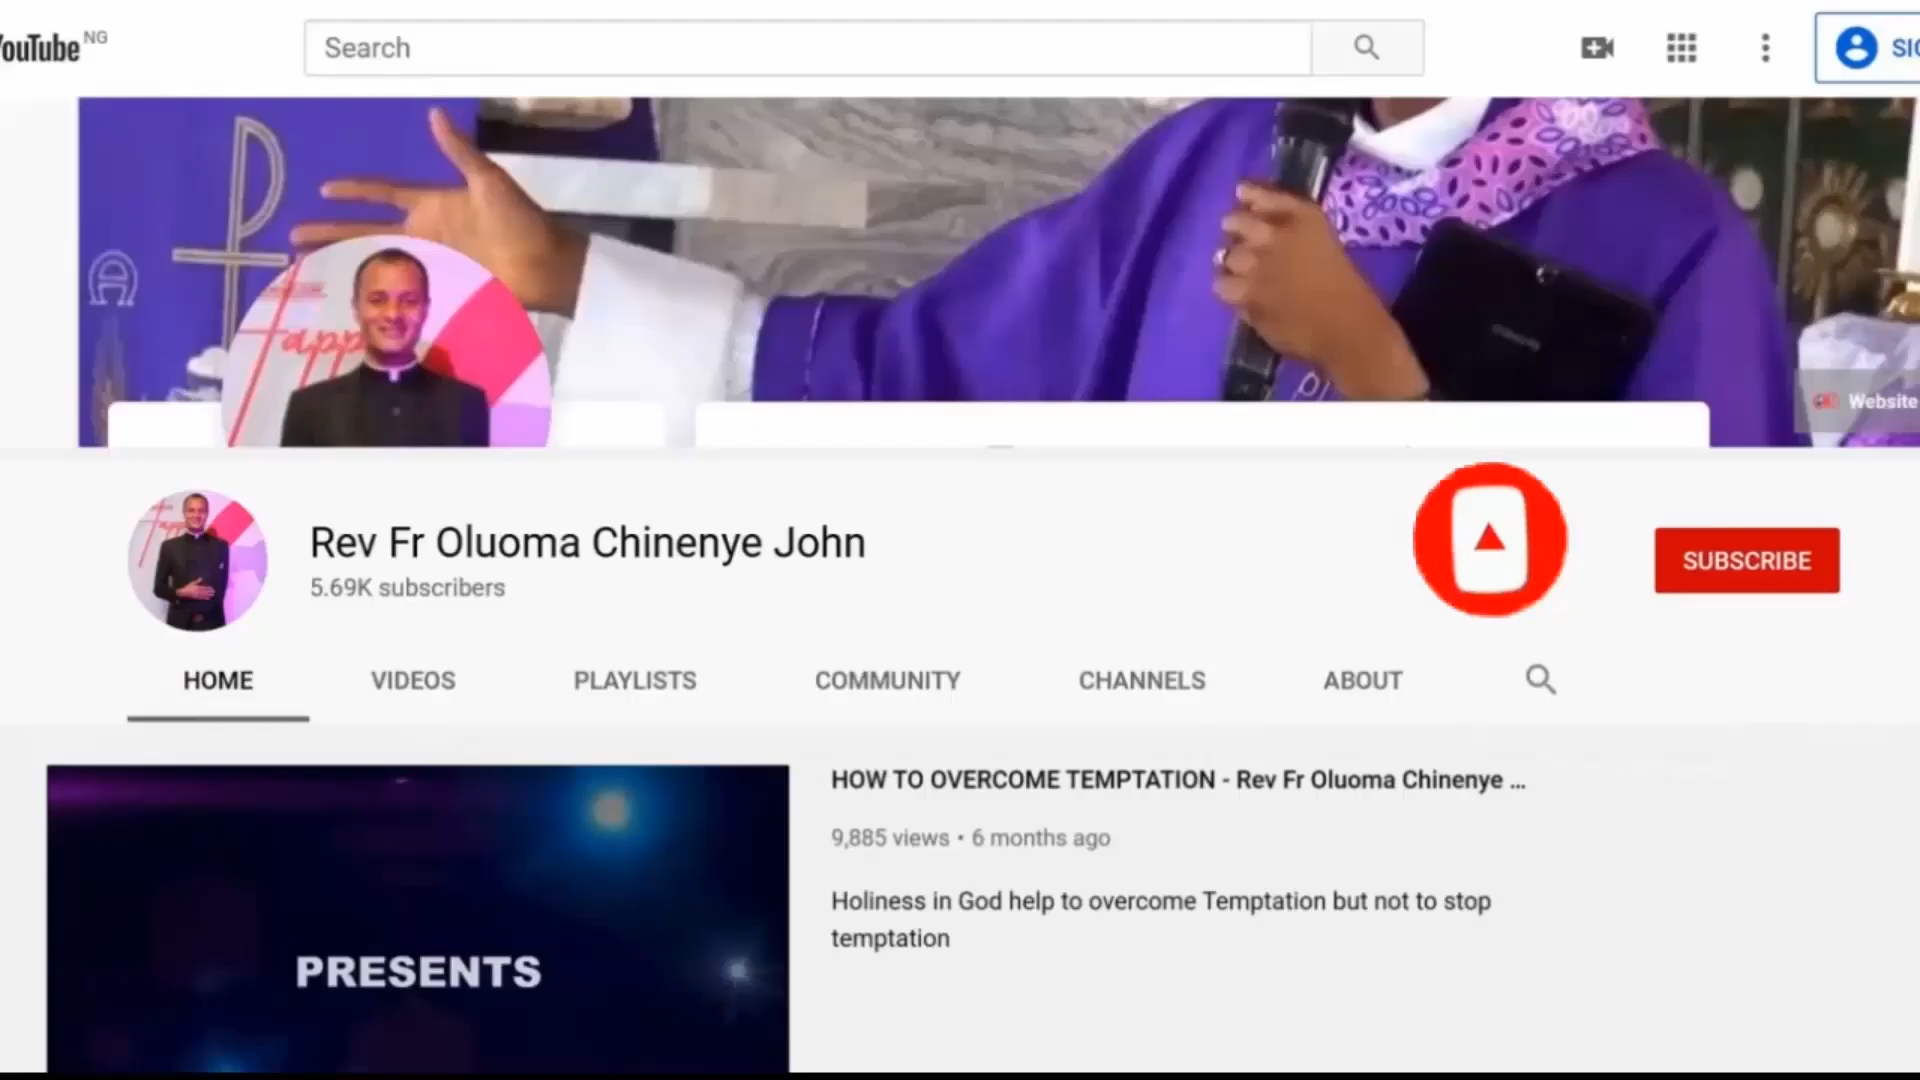 YouTube NG
Search
SIG
Happ
Website
Rev Fr Oluoma Chinenye John
5.69K subscribers
SUBSCRIBE
HOME VIDEOS PLAYLISTS COMMUNITY CHANNELS ABOUT
HOW TO OVERCOME TEMPTATION - Rev Fr Oluoma Chinenye ...
9,885 views • 6 months ago
Holiness in God help to overcome Temptation but not to stop
temptation
PRESENTS